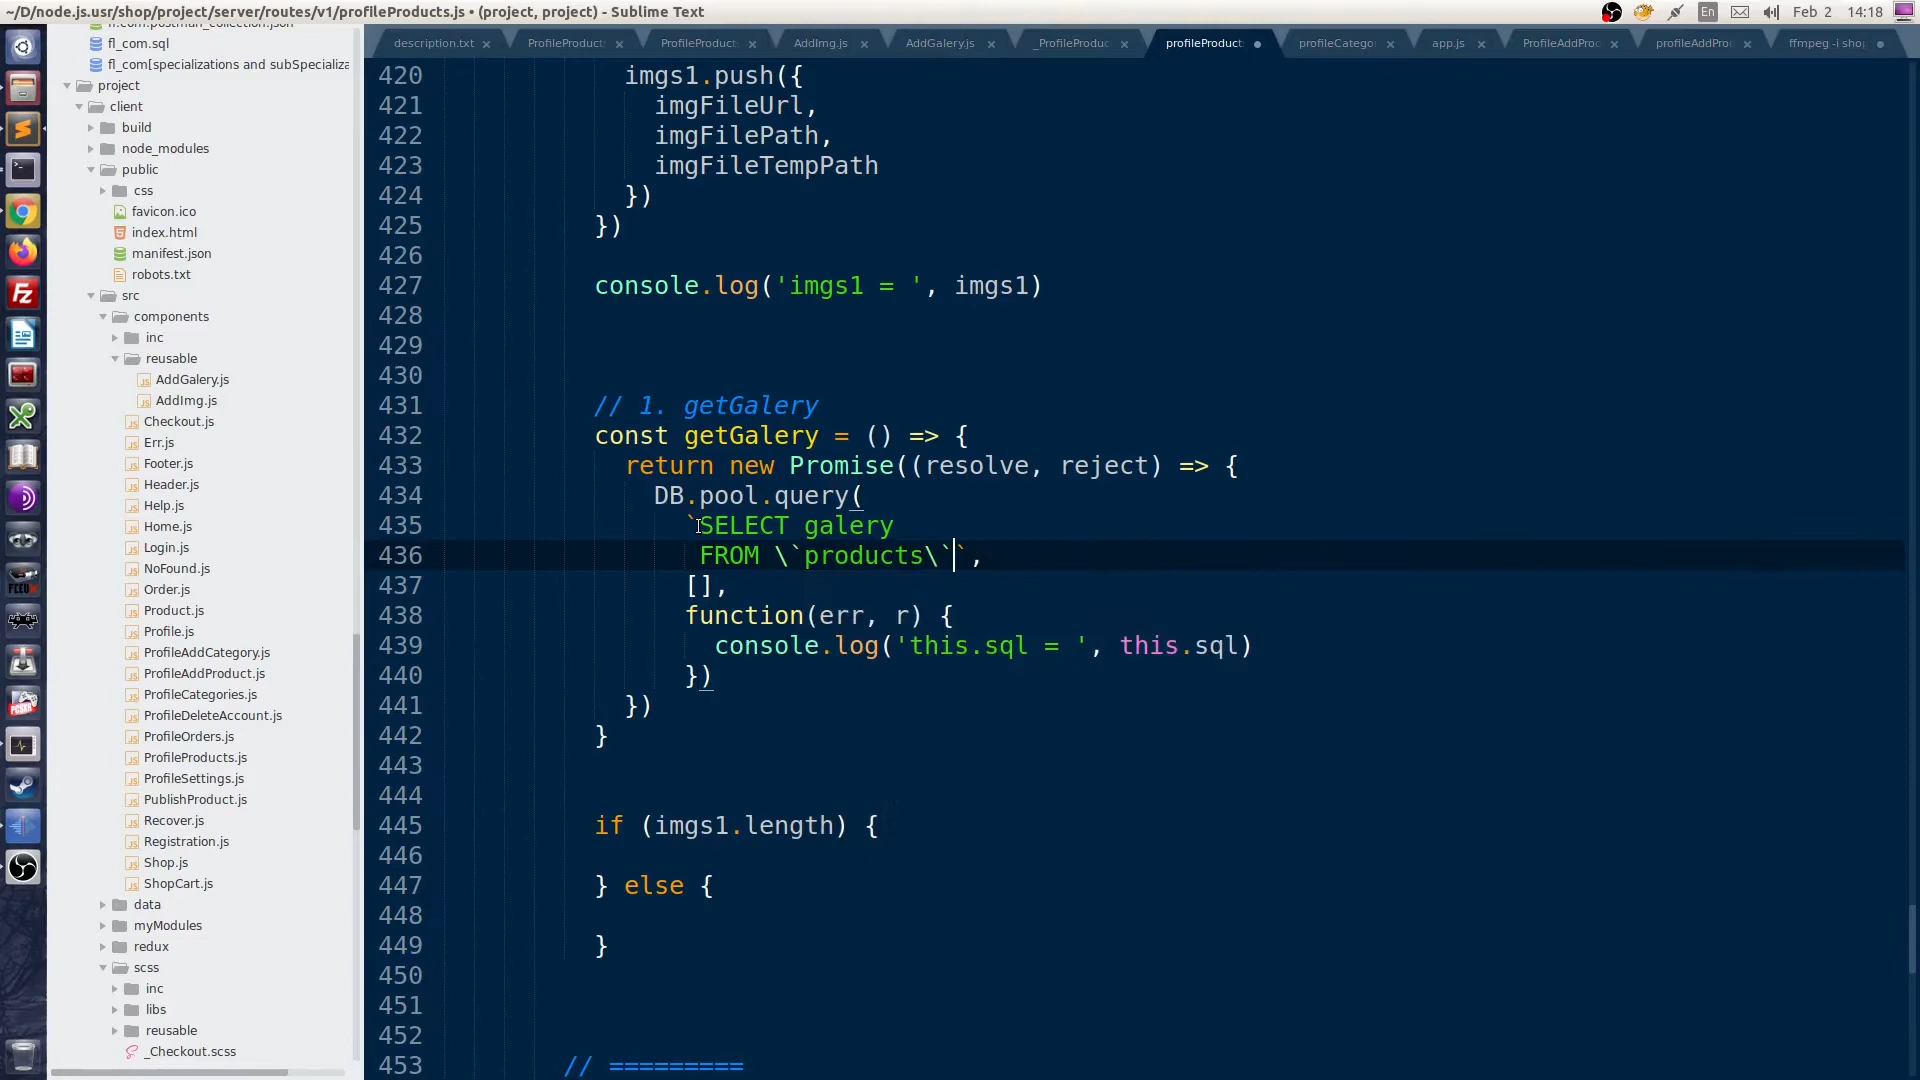 ~/D/node.js.usr/shop/project/server/routes/v1/profileProducts.js • (project, project) - Sublime Text
En
Feb 2
14:18
fl_com.postman_collection.json
fl_com.sql
fl_com[specializations and subSpecializa
project
client
build
node_modules
public
css
favicon.ico
index.html
manifest.json
robots.txt
src
components
inc
reusable
AddGalery.js
AddImg.js
Checkout.js
Err.js
Footer.js
Header.js
Help.js
Home.js
Login.js
NoFound.js
Order.js
Product.js
Profile.js
ProfileAddCategory.js
ProfileAddProduct.js
ProfileCategories.js
ProfileDeleteAccount.js
ProfileOrders.js
ProfileProducts.js
ProfileSettings.js
PublishProduct.js
Recover.js
Registration.js
Shop.js
ShopCart.js
data
myModules
redux
scss
inc
libs
reusable
_Checkout.scss
description.txt
ProfileProduct
ProfileProduct
AddImg.js
AddGalery.js
_ProfileProduc
profileProduct
profileCatego
app.js
ProfileAddPro
profileAddPro
ffmpeg -i sho
420 imgs1.push({
421 imgFileUrl,
422 imgFilePath,
423 imgFileTempPath
424 })
425 })
426
427 console.log('imgs1 = ', imgs1)
428
429
430
431 // 1. getGalery
432 const getGalery = () => {
433 return new Promise((resolve, reject) => {
434 DB.pool.query(
435 `SELECT galery
436 FROM \`products\``,
437 [],
438 function(err, r) {
439 console.log('this.sql = ', this.sql)
440 })
441 })
442 }
443
444
445 if (imgs1.length) {
446
447 } else {
448
449 }
450
451
452
453 // =========